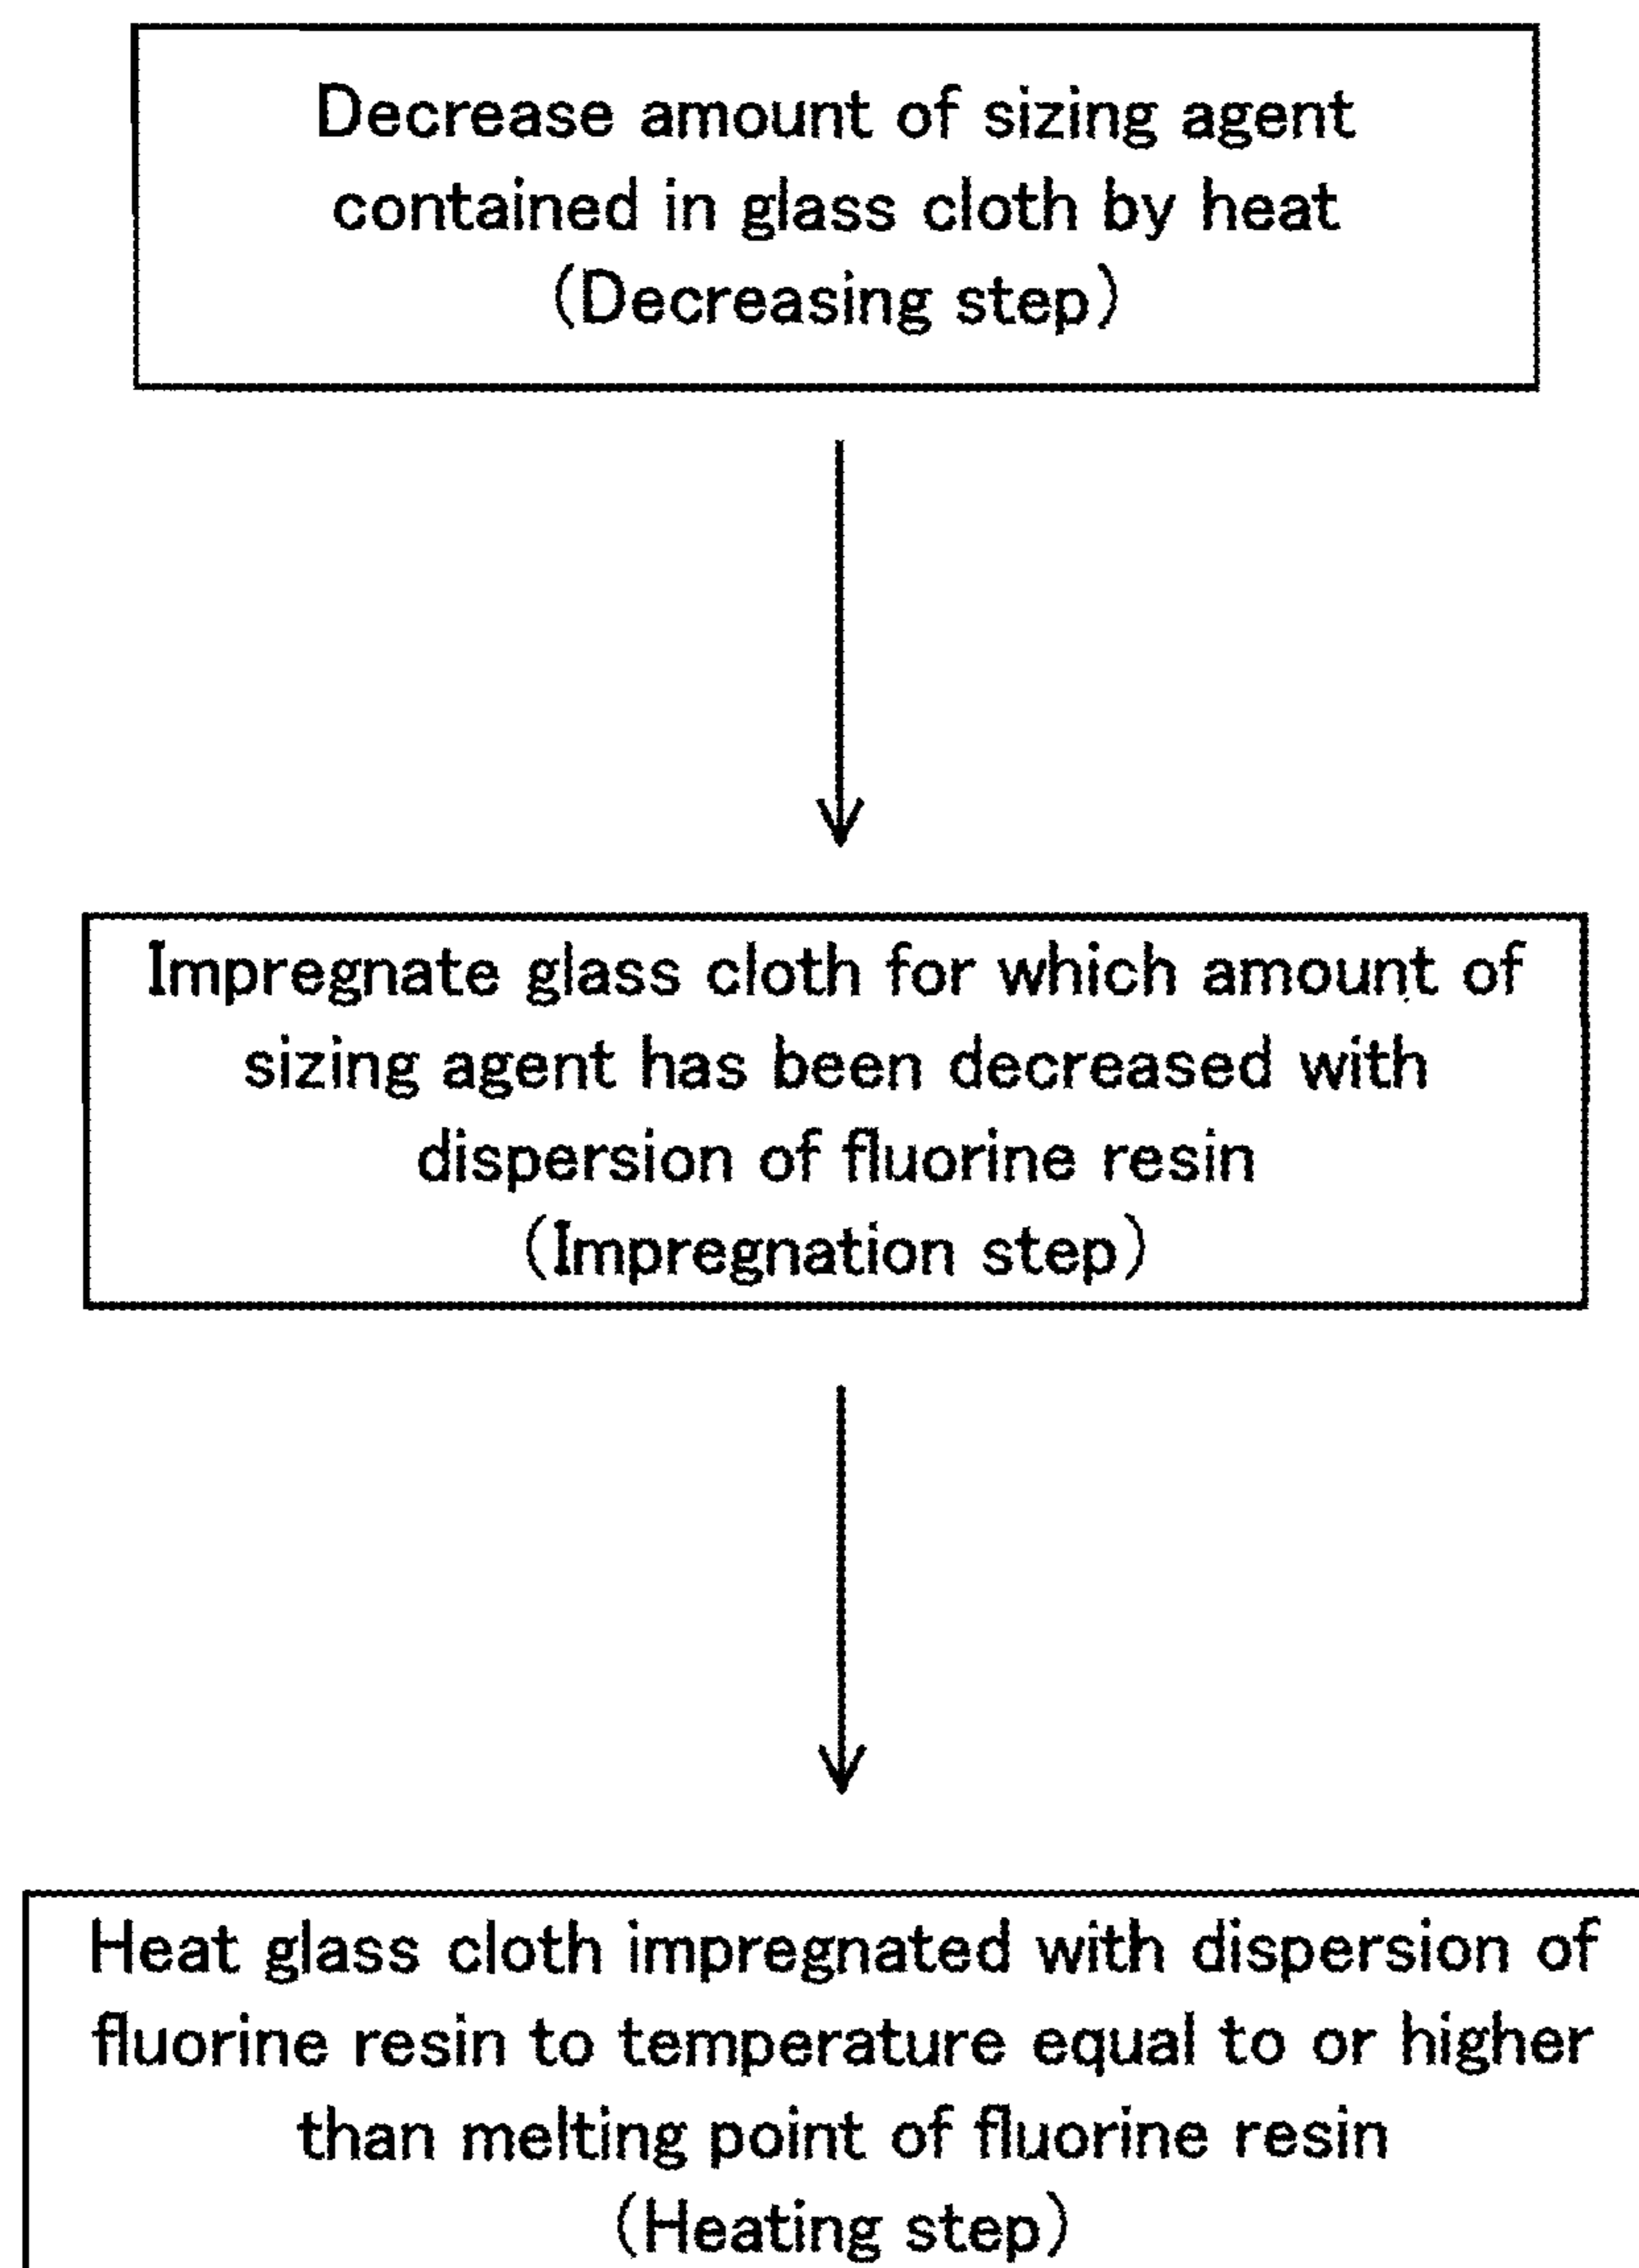 Decrease amount of sizing agent
contained in glass cloth by heat
(Decreasing step)
Impregnate glass cloth for which amount of
sizing agent has been decreased with
dispersion of fluorine resin
(Impregnation step)
Heat glass cloth impregnated with dispersion of
fluorine resin to temperature equal to or higher
than melting point of fluorine resin
(Heating step)